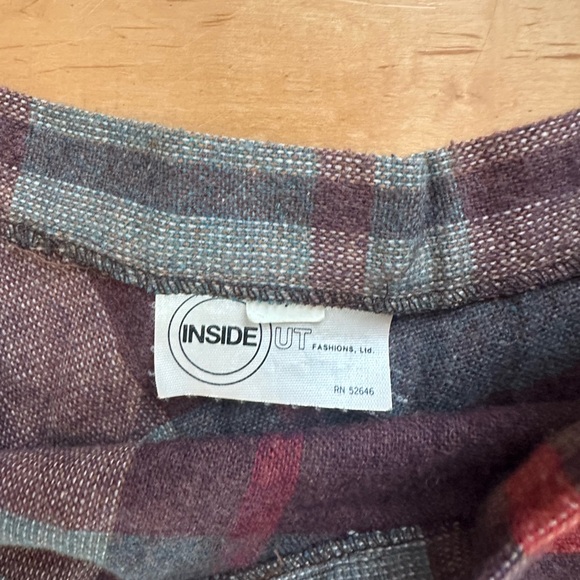 INSIDE UT
FASHIONS, Ltd.
RN 52646